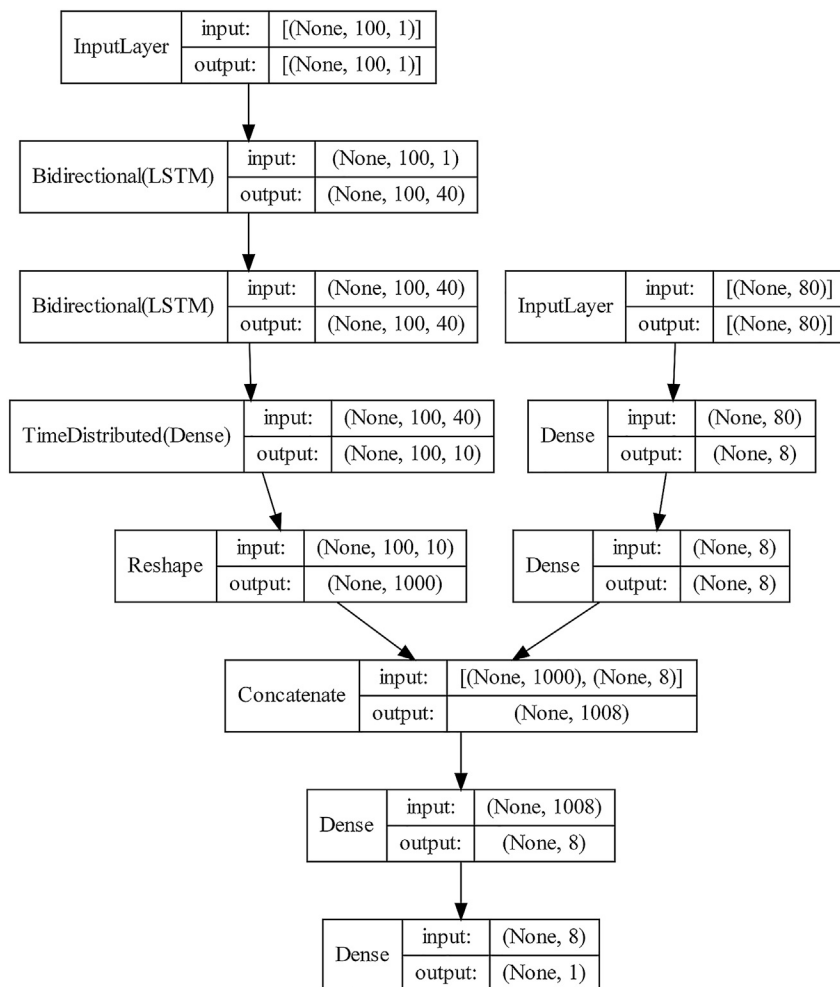 InputLayer
input: [(None, 100, 1)]
output: [(None, 100, 1)]
Bidirectional(LSTM)
input: (None, 100, 1)
output: (None, 100, 40)
Bidirectional(LSTM)
input: (None, 100, 40)
output: (None, 100, 40)
InputLayer
input: [(None, 80)]
output: [(None, 80)]
TimeDistributed(Dense)
input: (None, 100, 40)
output: (None, 100, 10)
Dense
input: (None, 80)
output: (None, 8)
Reshape
input: (None, 100, 10)
output: (None, 1000)
Dense
input: (None, 8)
output: (None, 8)
Concatenate
input: [(None, 1000), (None, 8)]
output: (None, 1008)
Dense
input: (None, 1008)
output: (None, 8)
Dense
input: (None, 8)
output: (None, 1)